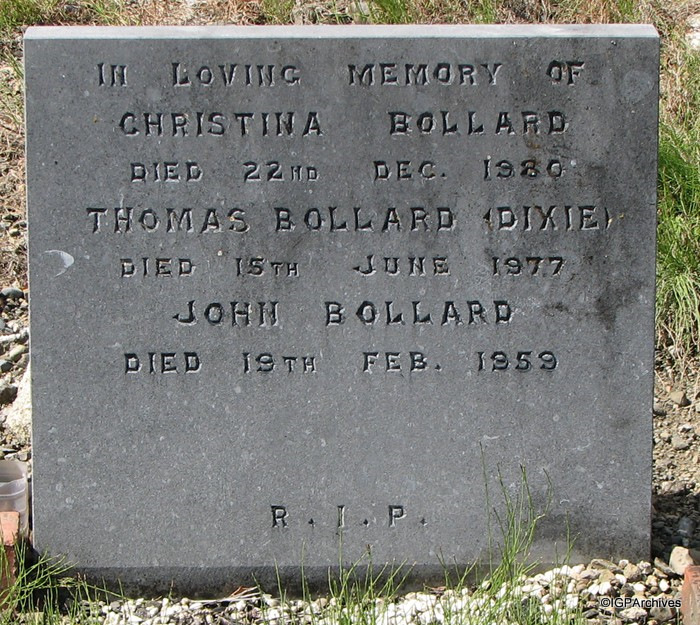 IN LOVING MEMORY OF
CHRISTINA BOLLARD
DIED 22ND DEC. 1980
THOMAS BOLLARD (DIXIE)
DIED 15TH JUNE 1977
JOHN BOLLARD
DIED 19TH FEB. 1959
R.I.P.
©IGPArchives